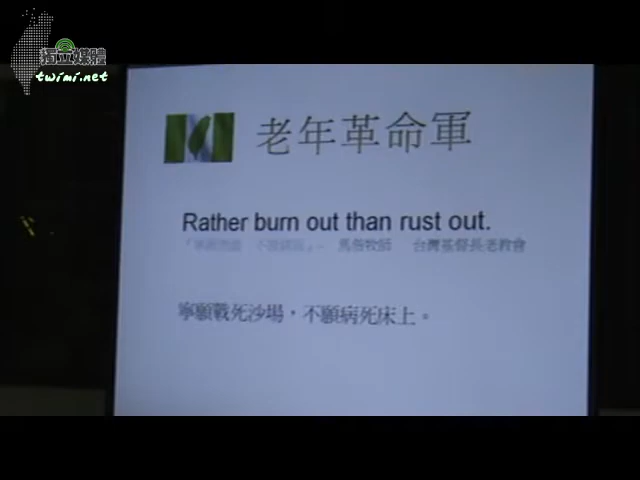 獨立媒體
twimi.net
老年革命軍
Rather burn out than rust out.
馬偕牧師 台灣基督長老教會
寧願戰死沙場，不願病死床上。